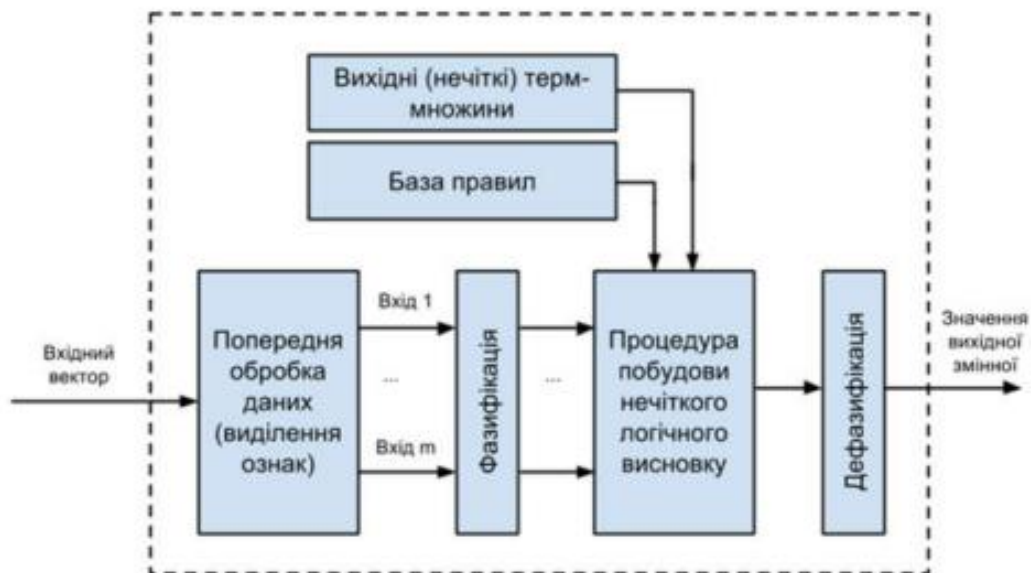 Вихідні (нечіткі) терм-
множини
База правил
Вхідний
вектор
Попередня
обробка
даних
(виділення
ознак)
Вхід 1
...
Вхід m
Фазифікація
...
Процедура
побудови
нечіткого
логічного
висновку
Дефазифікація
Значення
вихідної
змінної